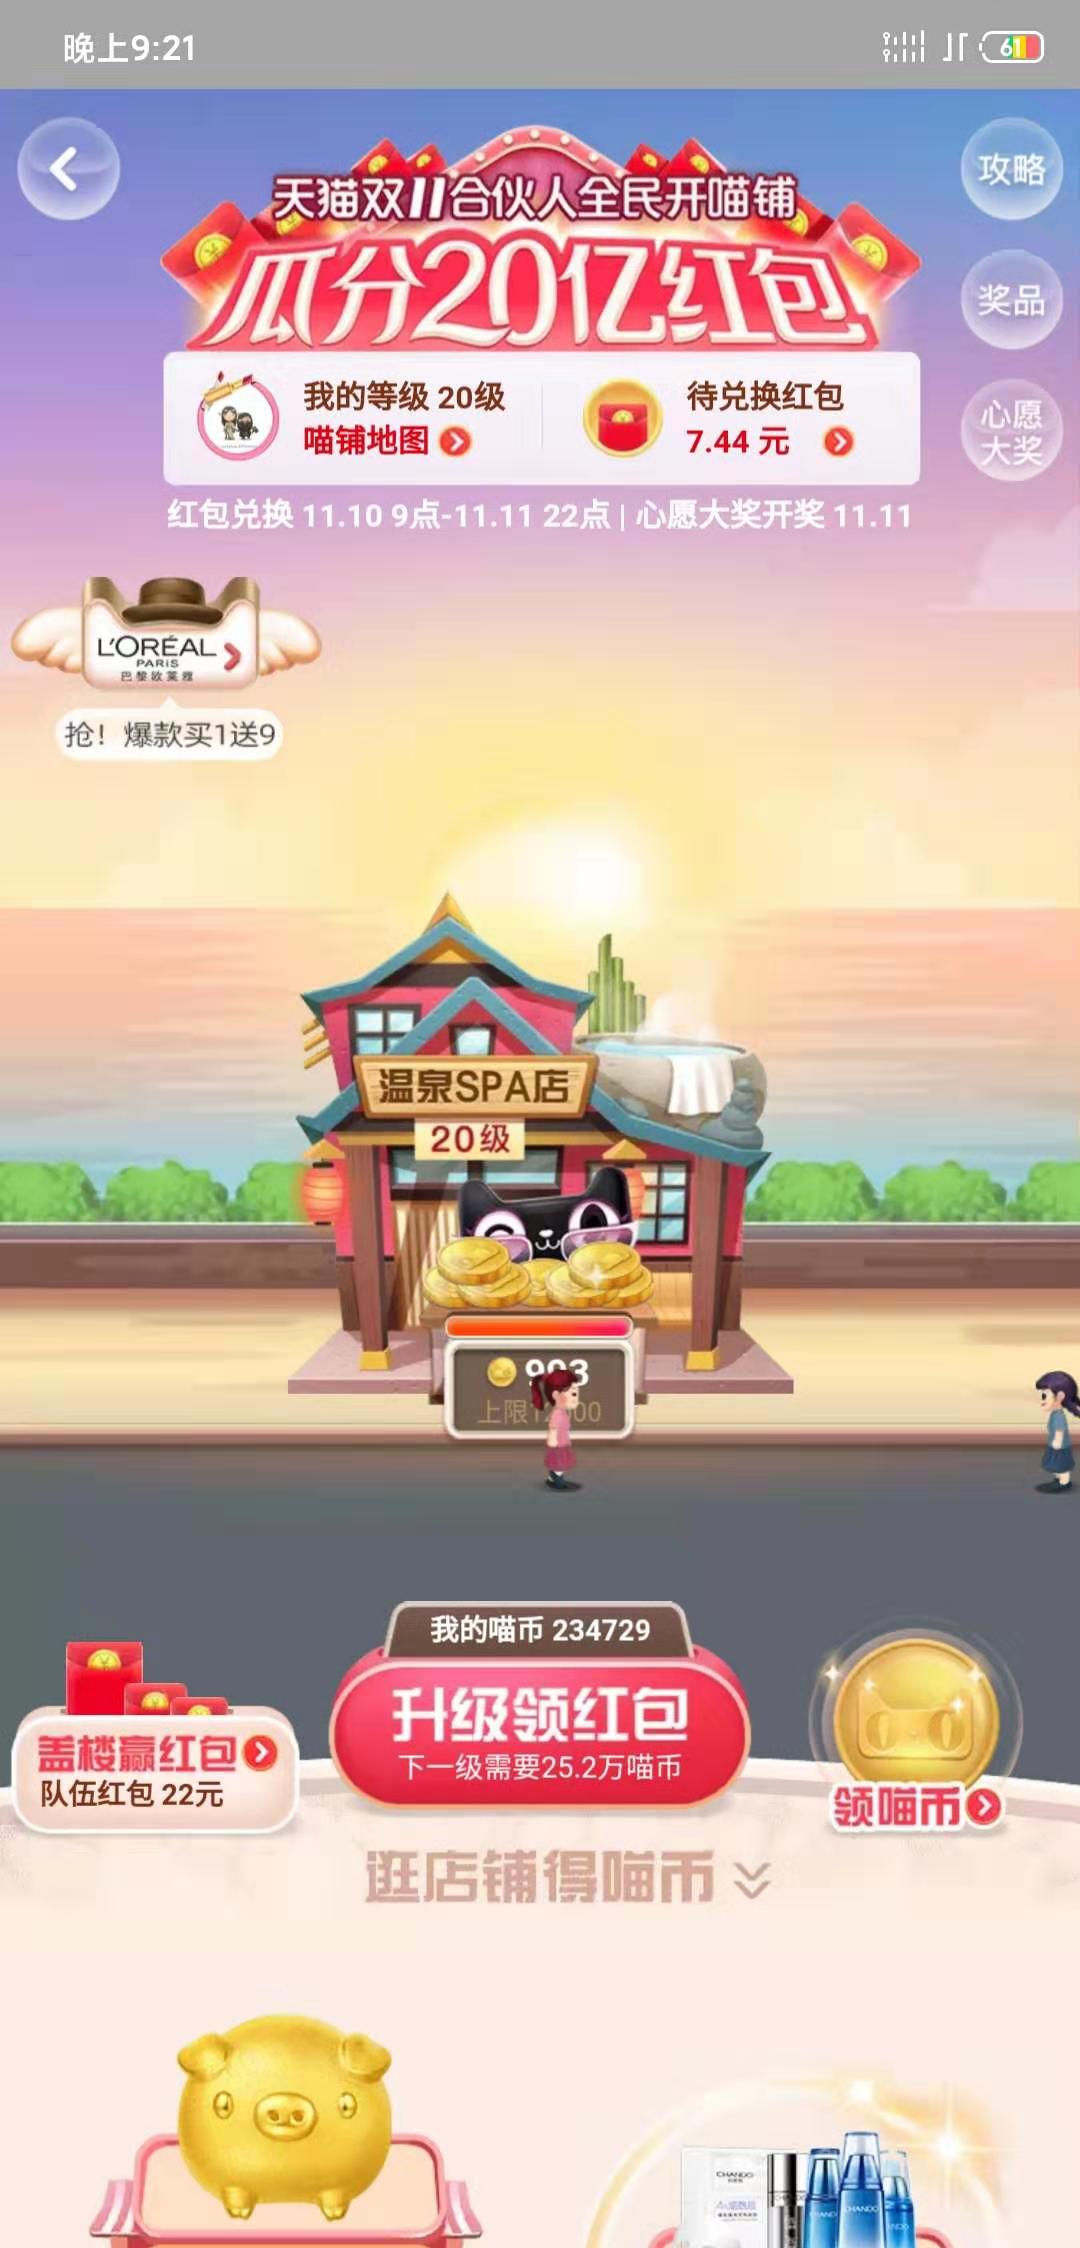 晚上9:21
61
天猫双11合伙人全民开喵铺
瓜分20亿红包
攻略
奖品
心愿
大奖
我的等级 20级
喵铺地图
待兑换红包
7.44 元
红包兑换 11.10 9点-11.11 22点 | 心愿大奖开奖 11.11
L'ORÉAL
PARiS
巴黎欧莱雅
抢！爆款买1送9
温泉SPA店
20级
993
上限
我的喵币 234729
升级领红包
下一级需要25.2万喵币
盖楼赢红包
队伍红包 22元
领喵币
逛店铺得喵币
CHANDO
CHANDO